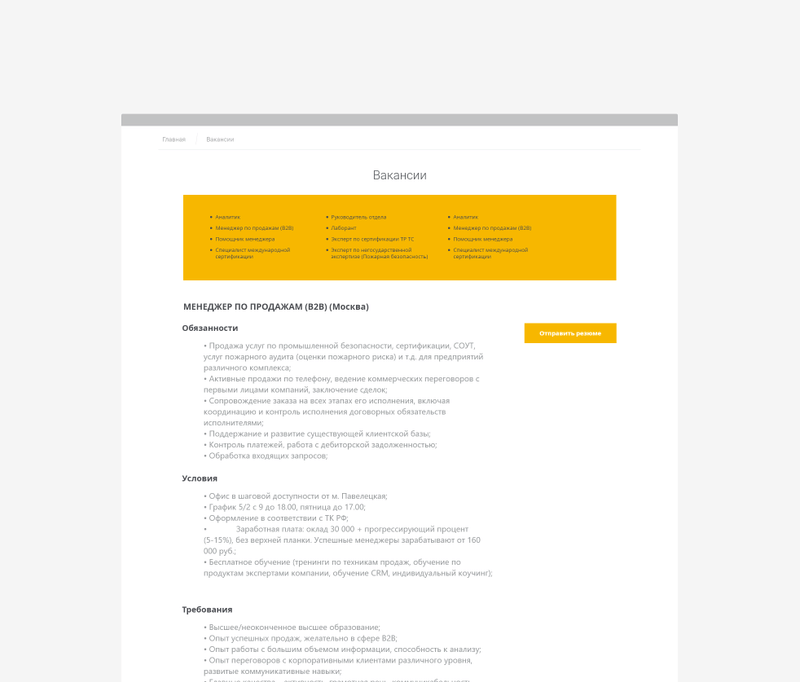 Главная
Вакансии
Вакансии
• Аналитик
• Менеджер по продажам (B2B)
• Помощник менеджера
• Специалист международной
сертификации
• Руководитель отдела
• Лаборант
• Эксперт по сертификации ТР ТС
• Эксперт по негосударственной
экспертизе (Пожарная безопасность)
• Аналитик
• Менеджер по продажам (B2B)
• Помощник менеджера
• Специалист международной
сертификации
МЕНЕДЖЕР ПО ПРОДАЖАМ (B2B) (Москва)
Обязанности
Отправить резюме
• Продажа услуг по промышленной безопасности, сертификации, СОУТ,
услуг пожарного аудита (оценки пожарного риска) и т.д. для предприятий
различного комплекса;
• Активные продажи по телефону, ведение коммерческих переговоров с
первыми лицами компаний, заключение сделок;
• Сопровождение заказа на всех этапах его исполнения, включая
координацию и контроль исполнения договорных обязательств
исполнителями;
• Поддержание и развитие существующей клиентской базы;
• Контроль платежей, работа с дебиторской задолженностью;
• Обработка входящих запросов;
Условия
• Офис в шаговой доступности от м. Павелецкая;
• График 5/2 с 9 до 18.00, пятница до 17.00;
• Оформление в соответствии с ТК РФ;
• Заработная плата: оклад 30 000 + прогрессирующий процент
(5-15%), без верхней планки. Успешные менеджеры зарабатывают от 160
000 руб.;
• Бесплатное обучение (тренинги по техникам продаж, обучение по
продуктам экспертами компании, обучение CRM, индивидуальный коучинг);
Требования
• Высшее/неоконченное высшее образование;
• Опыт успешных продаж, желательно в сфере B2B;
• Опыт работы с большим объемом информации, способность к анализу;
• Опыт переговоров с корпоративными клиентами различного уровня,
развитые коммуникативные навыки;